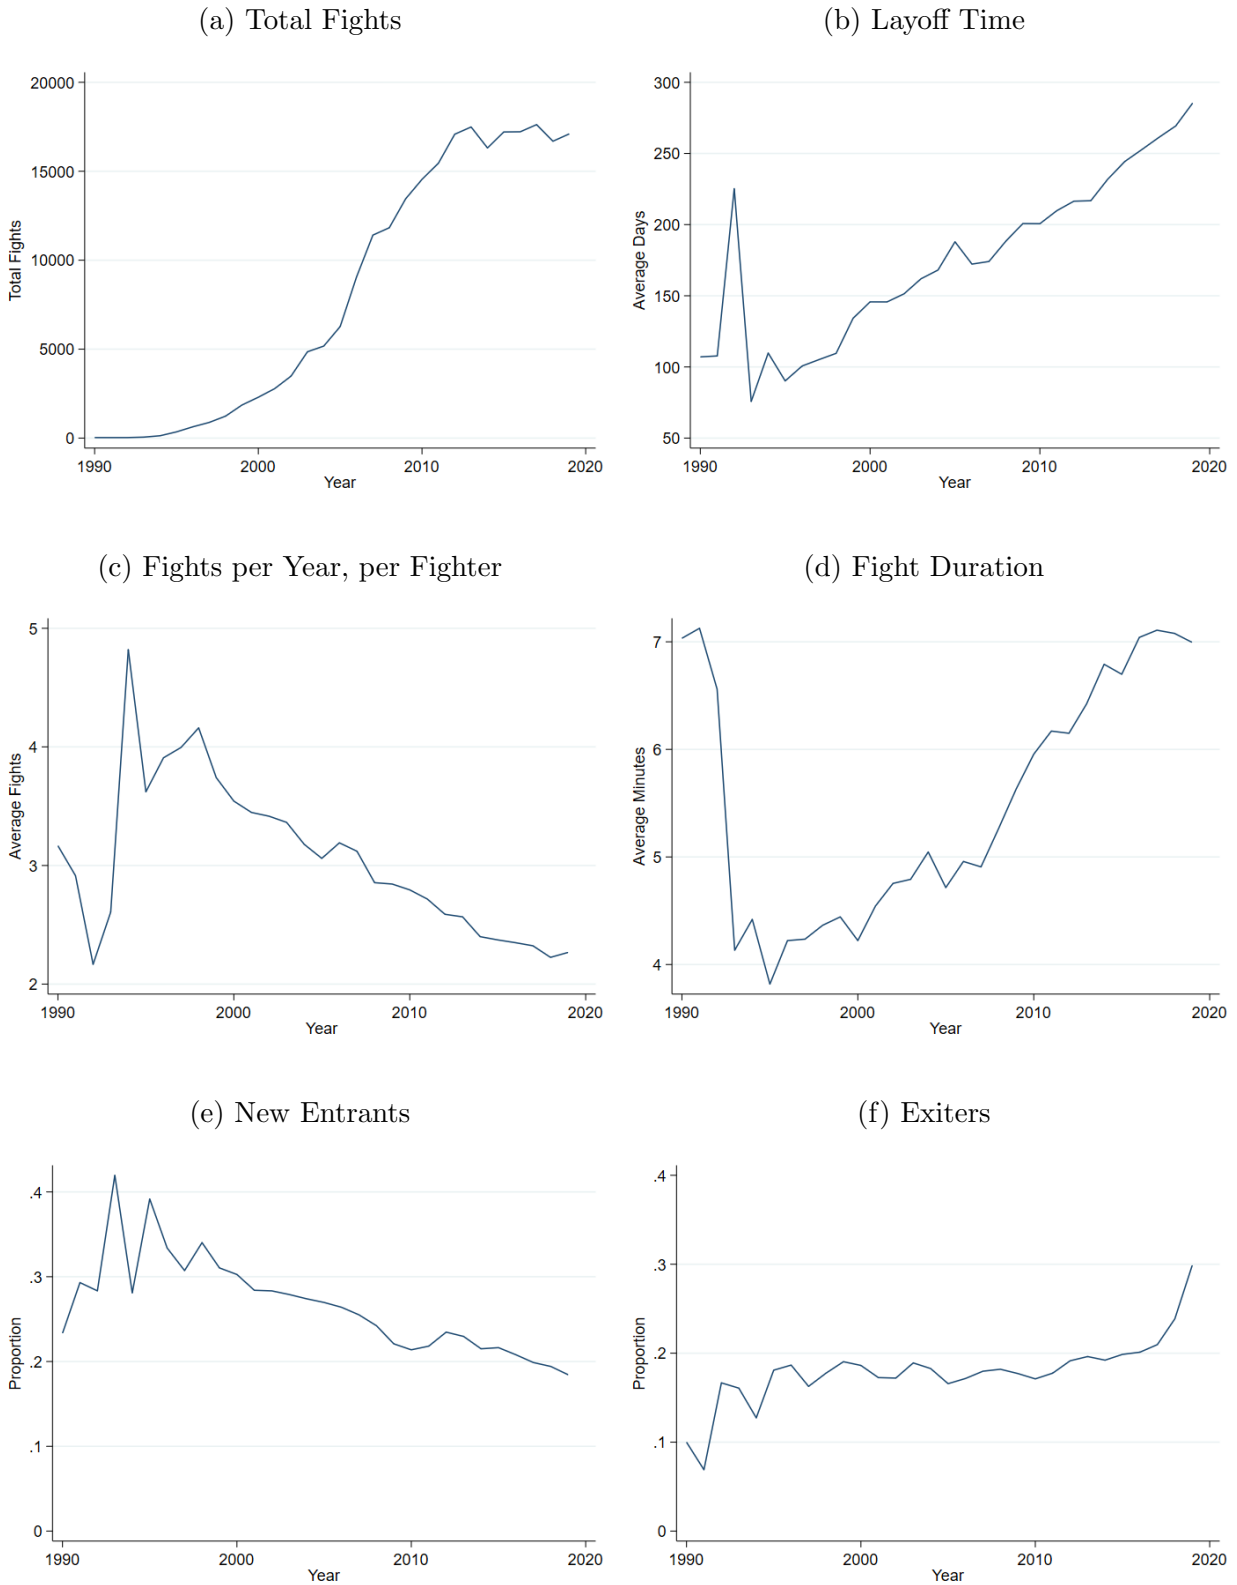 (a) Total Fights
20000
15000
10000
5000
0
Total Fights
1990 2000 2010 2020
Year
(b) Layoff Time
300
250
200
150
100
50
Average Days
1990 2000 2010 2020
Year
(c) Fights per Year, per Fighter
5
4
3
2
Average Fights
1990 2000 2010 2020
Year
(d) Fight Duration
7
6
5
4
Average Minutes
1990 2000 2010 2020
Year
(e) New Entrants
.4
.3
.2
.1
0
Proportion
1990 2000 2010 2020
Year
(f) Exiters
.4
.3
.2
.1
0
Proportion
1990 2000 2010 2020
Year